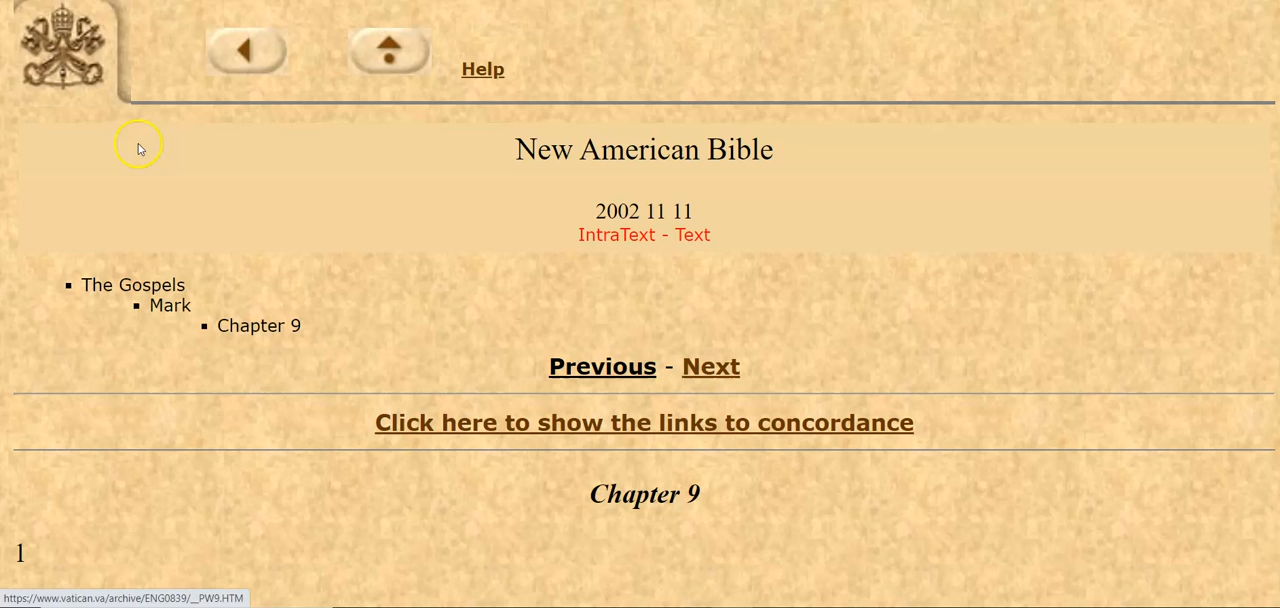 Help
New American Bible
2002 11 11
IntraText - Text
The Gospels
Mark
Chapter 9
Previous - Next
Click here to show the links to concordance
Chapter 9
1
https://www.vatican.va/archive/ENG0839/__PW9.HTM